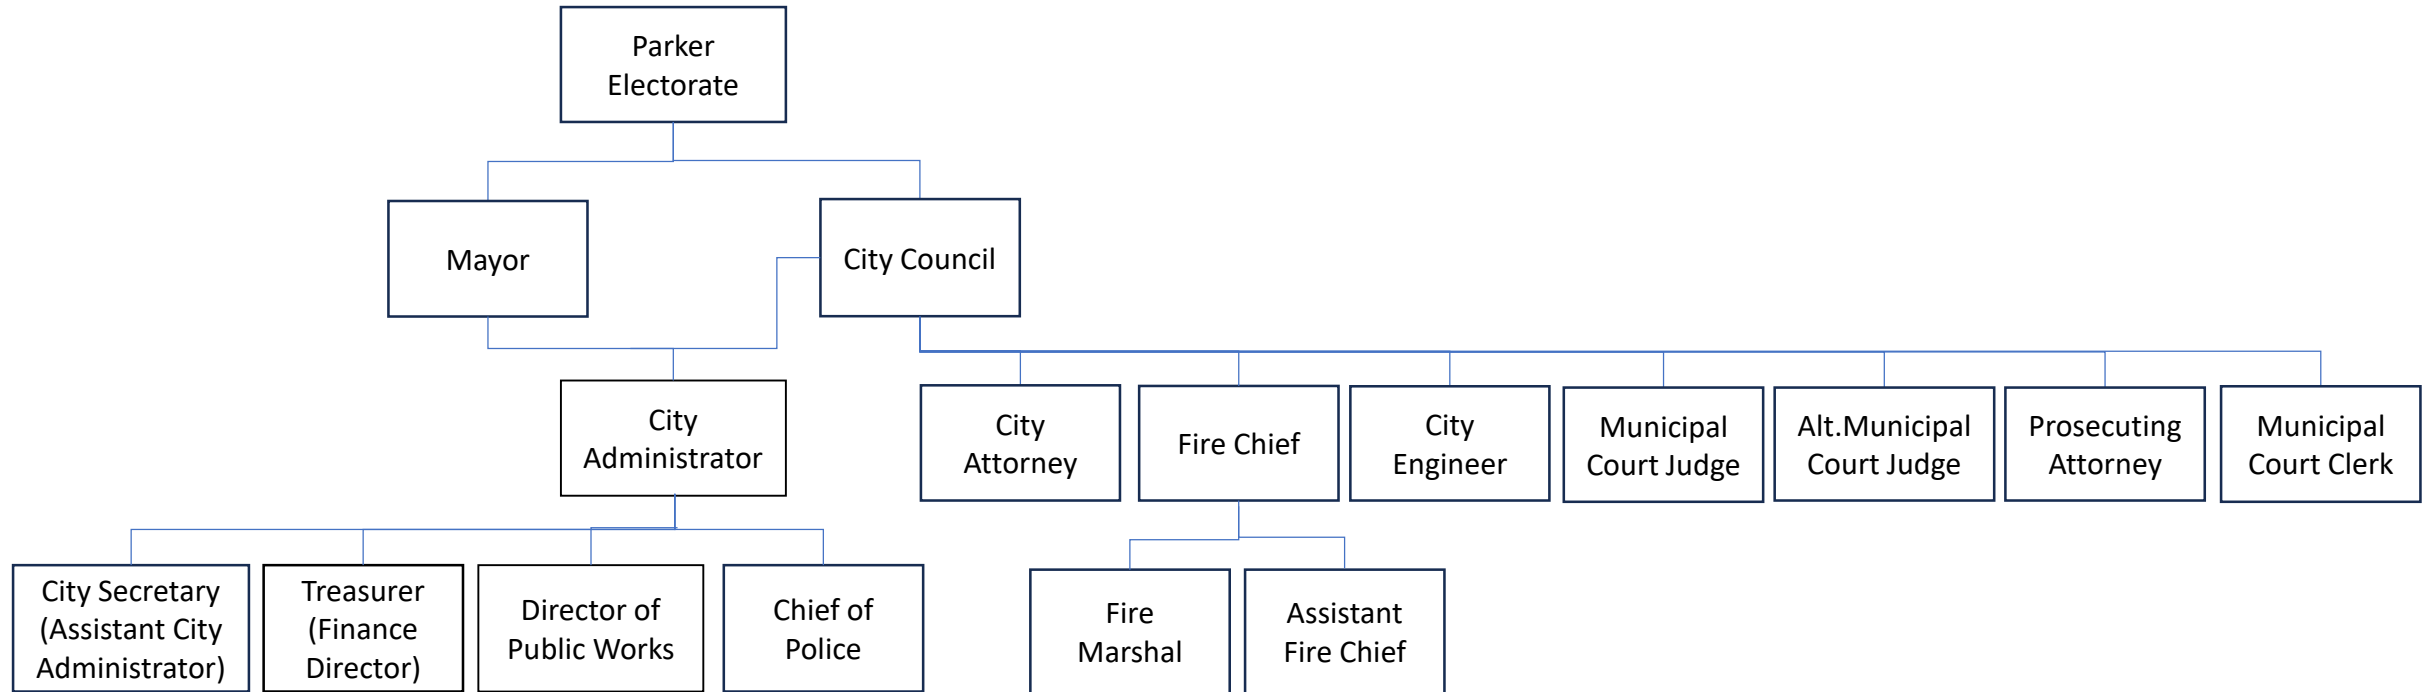 Parker
Electorate
Mayor
City Council
City
Administrator
City
Attorney
Fire Chief
City
Engineer
Municipal
Court Judge
Alt.Municipal
Court Judge
Prosecuting
Attorney
Municipal
Court Clerk
City Secretary
(Assistant City
Administrator)
Treasurer
(Finance
Director)
Director of
Public Works
Chief of
Police
Fire
Marshal
Assistant
Fire Chief